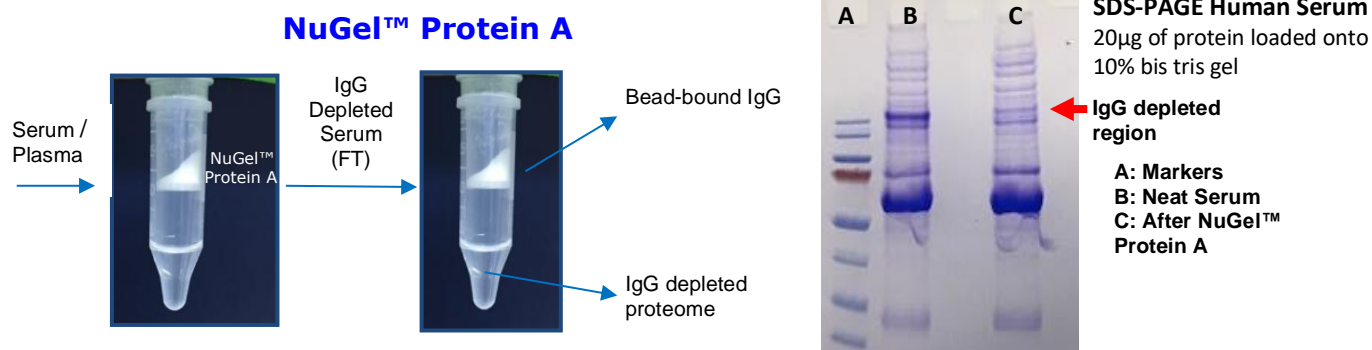 NuGel™ Protein A
Serum /
Plasma
NuGel™
Protein A
IgG
Depleted
Serum
(FT)
Bead-bound IgG
IgG depleted
proteome
A B C
SDS-PAGE Human Serum
20µg of protein loaded onto
10% bis tris gel
IgG depleted
region
A: Markers
B: Neat Serum
C: After NuGel™
Protein A